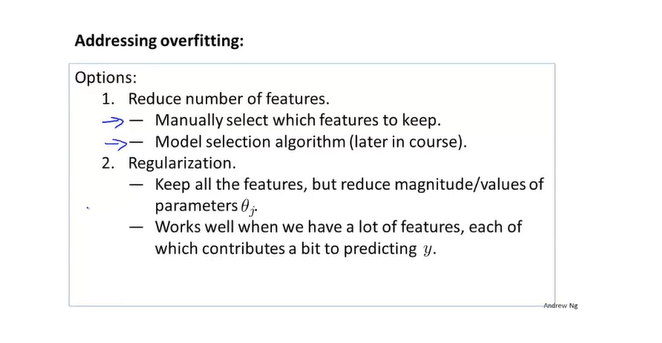 Addressing overfitting:
Options:
1. Reduce number of features.
— Manually select which features to keep.
— Model selection algorithm (later in course).
2. Regularization.
— Keep all the features, but reduce magnitude/values of
parameters θj.
— Works well when we have a lot of features, each of
which contributes a bit to predicting y.
Andrew Ng